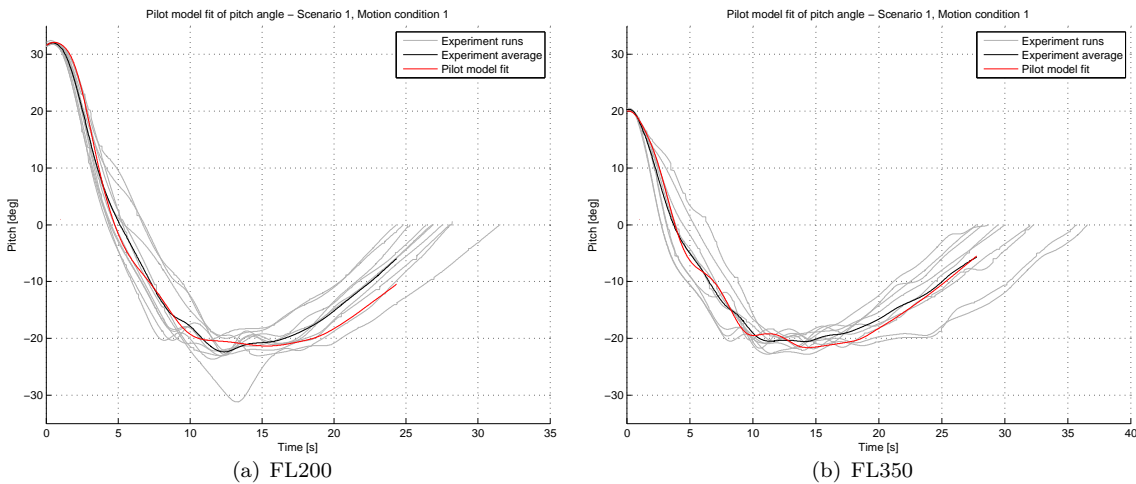 Pilot model fit of pitch angle – Scenario 1, Motion condition 1
Experiment runs
Experiment average
Pilot model fit
30
20
10
0
−10
−20
−30
Pitch [deg]
0 5 10 15 20 25 30 35
Time [s]
(a) FL200
Pilot model fit of pitch angle – Scenario 1, Motion condition 1
Experiment runs
Experiment average
Pilot model fit
30
20
10
0
−10
−20
−30
Pitch [deg]
0 5 10 15 20 25 30 35 40
Time [s]
(b) FL350